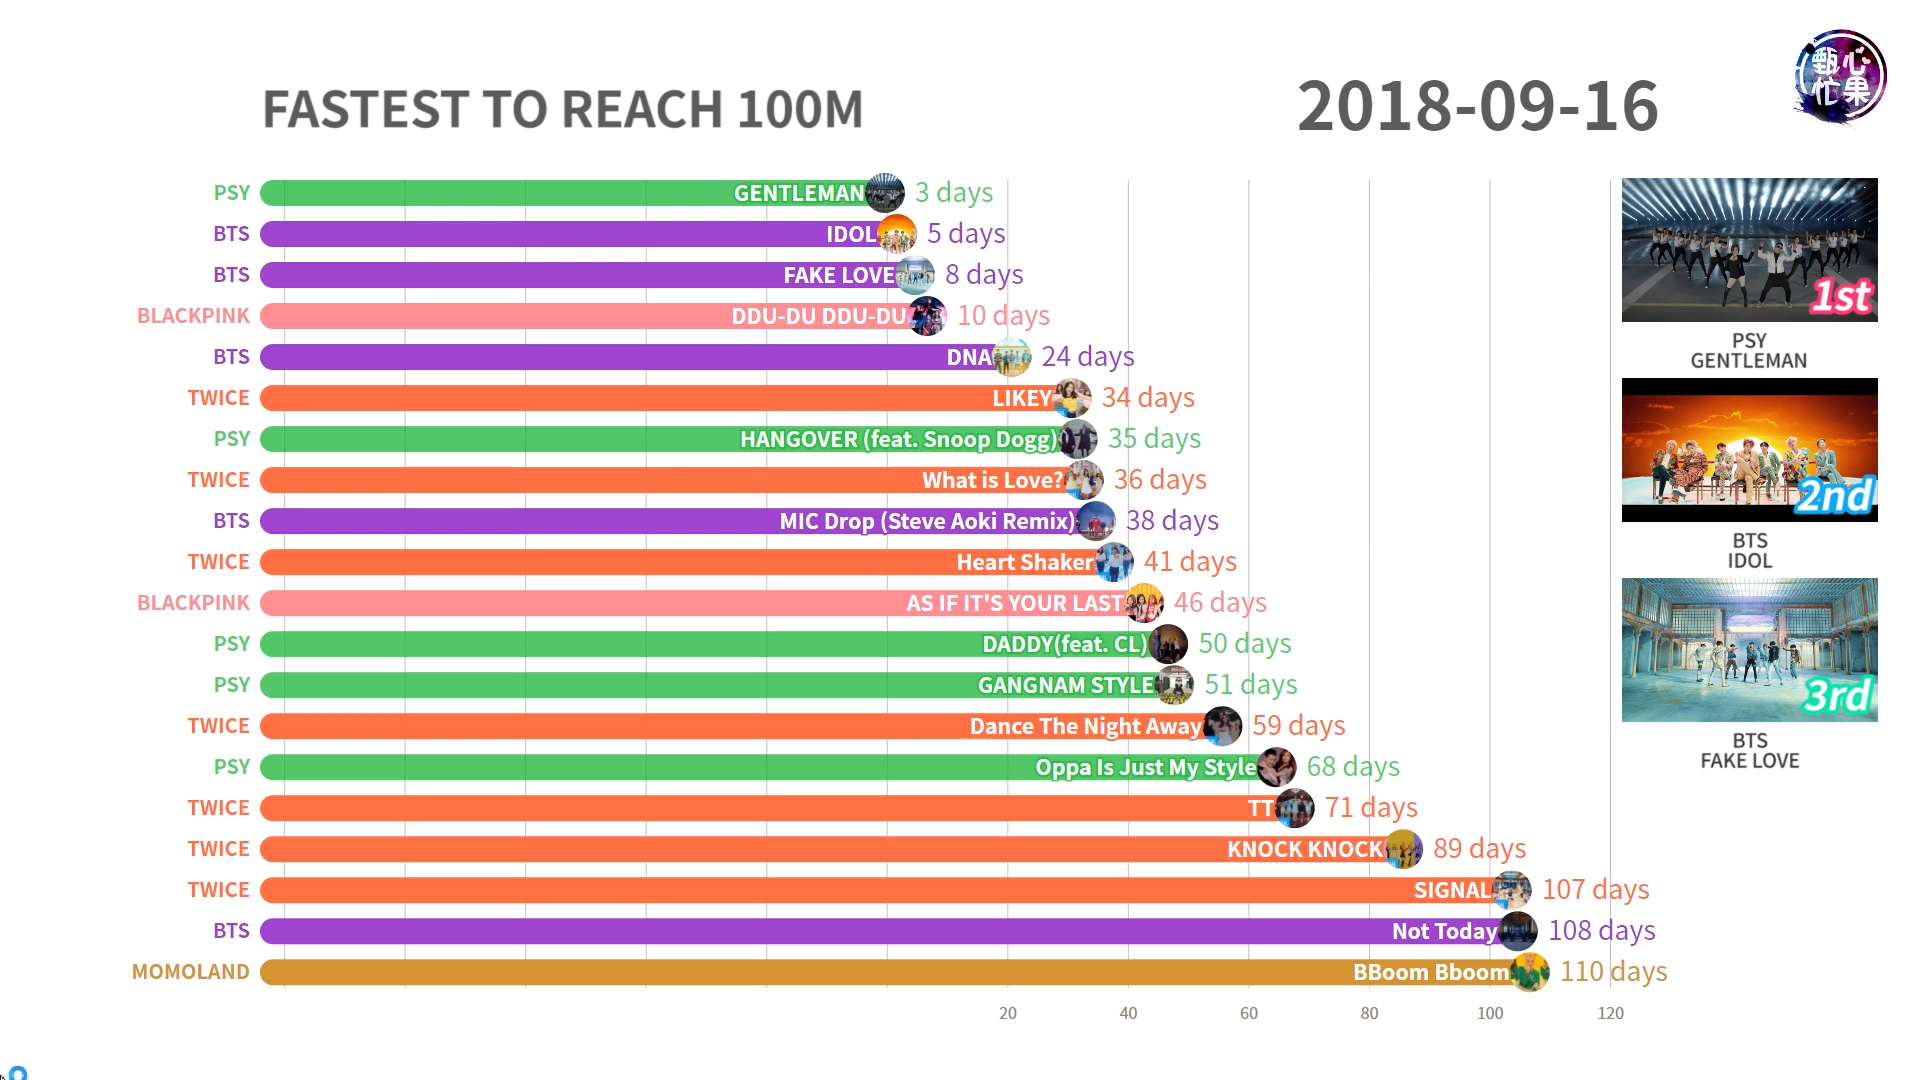 FASTEST TO REACH 100M
2018-09-16
甄心
忙果
PSY GENTLEMAN 3 days
BTS IDOL 5 days
BTS FAKE LOVE 8 days
BLACKPINK DDU-DU DDU-DU 10 days
BTS DNA 24 days
TWICE LIKEY 34 days
PSY HANGOVER (feat. Snoop Dogg) 35 days
TWICE What is Love? 36 days
BTS MIC Drop (Steve Aoki Remix) 38 days
TWICE Heart Shaker 41 days
BLACKPINK AS IF IT'S YOUR LAST 46 days
PSY DADDY(feat. CL) 50 days
PSY GANGNAM STYLE 51 days
TWICE Dance The Night Away 59 days
PSY Oppa Is Just My Style 68 days
TWICE TT 71 days
TWICE KNOCK KNOCK 89 days
TWICE SIGNAL 107 days
BTS Not Today 108 days
MOMOLAND BBoom Bboom 110 days
20 40 60 80 100 120
1st
PSY
GENTLEMAN
2nd
BTS
IDOL
3rd
BTS
FAKE LOVE